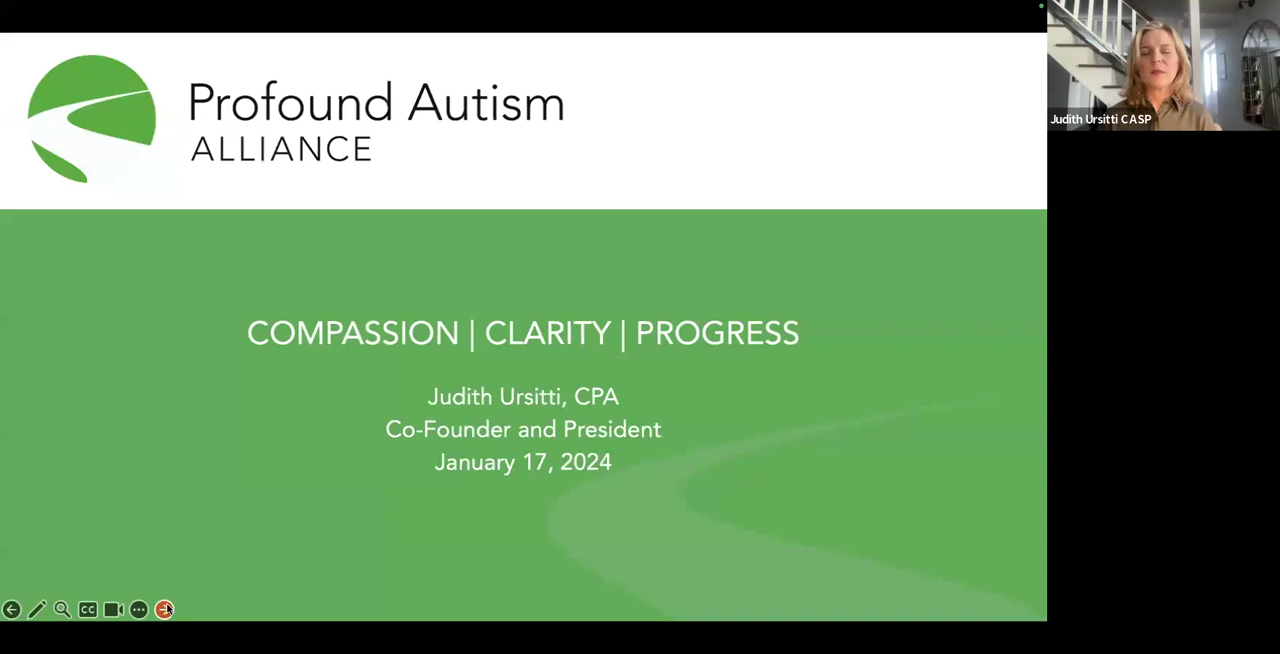 Profound Autism
ALLIANCE
Judith Ursitti CASP
COMPASSION | CLARITY | PROGRESS
Judith Ursitti, CPA
Co-Founder and President
January 17, 2024
CC